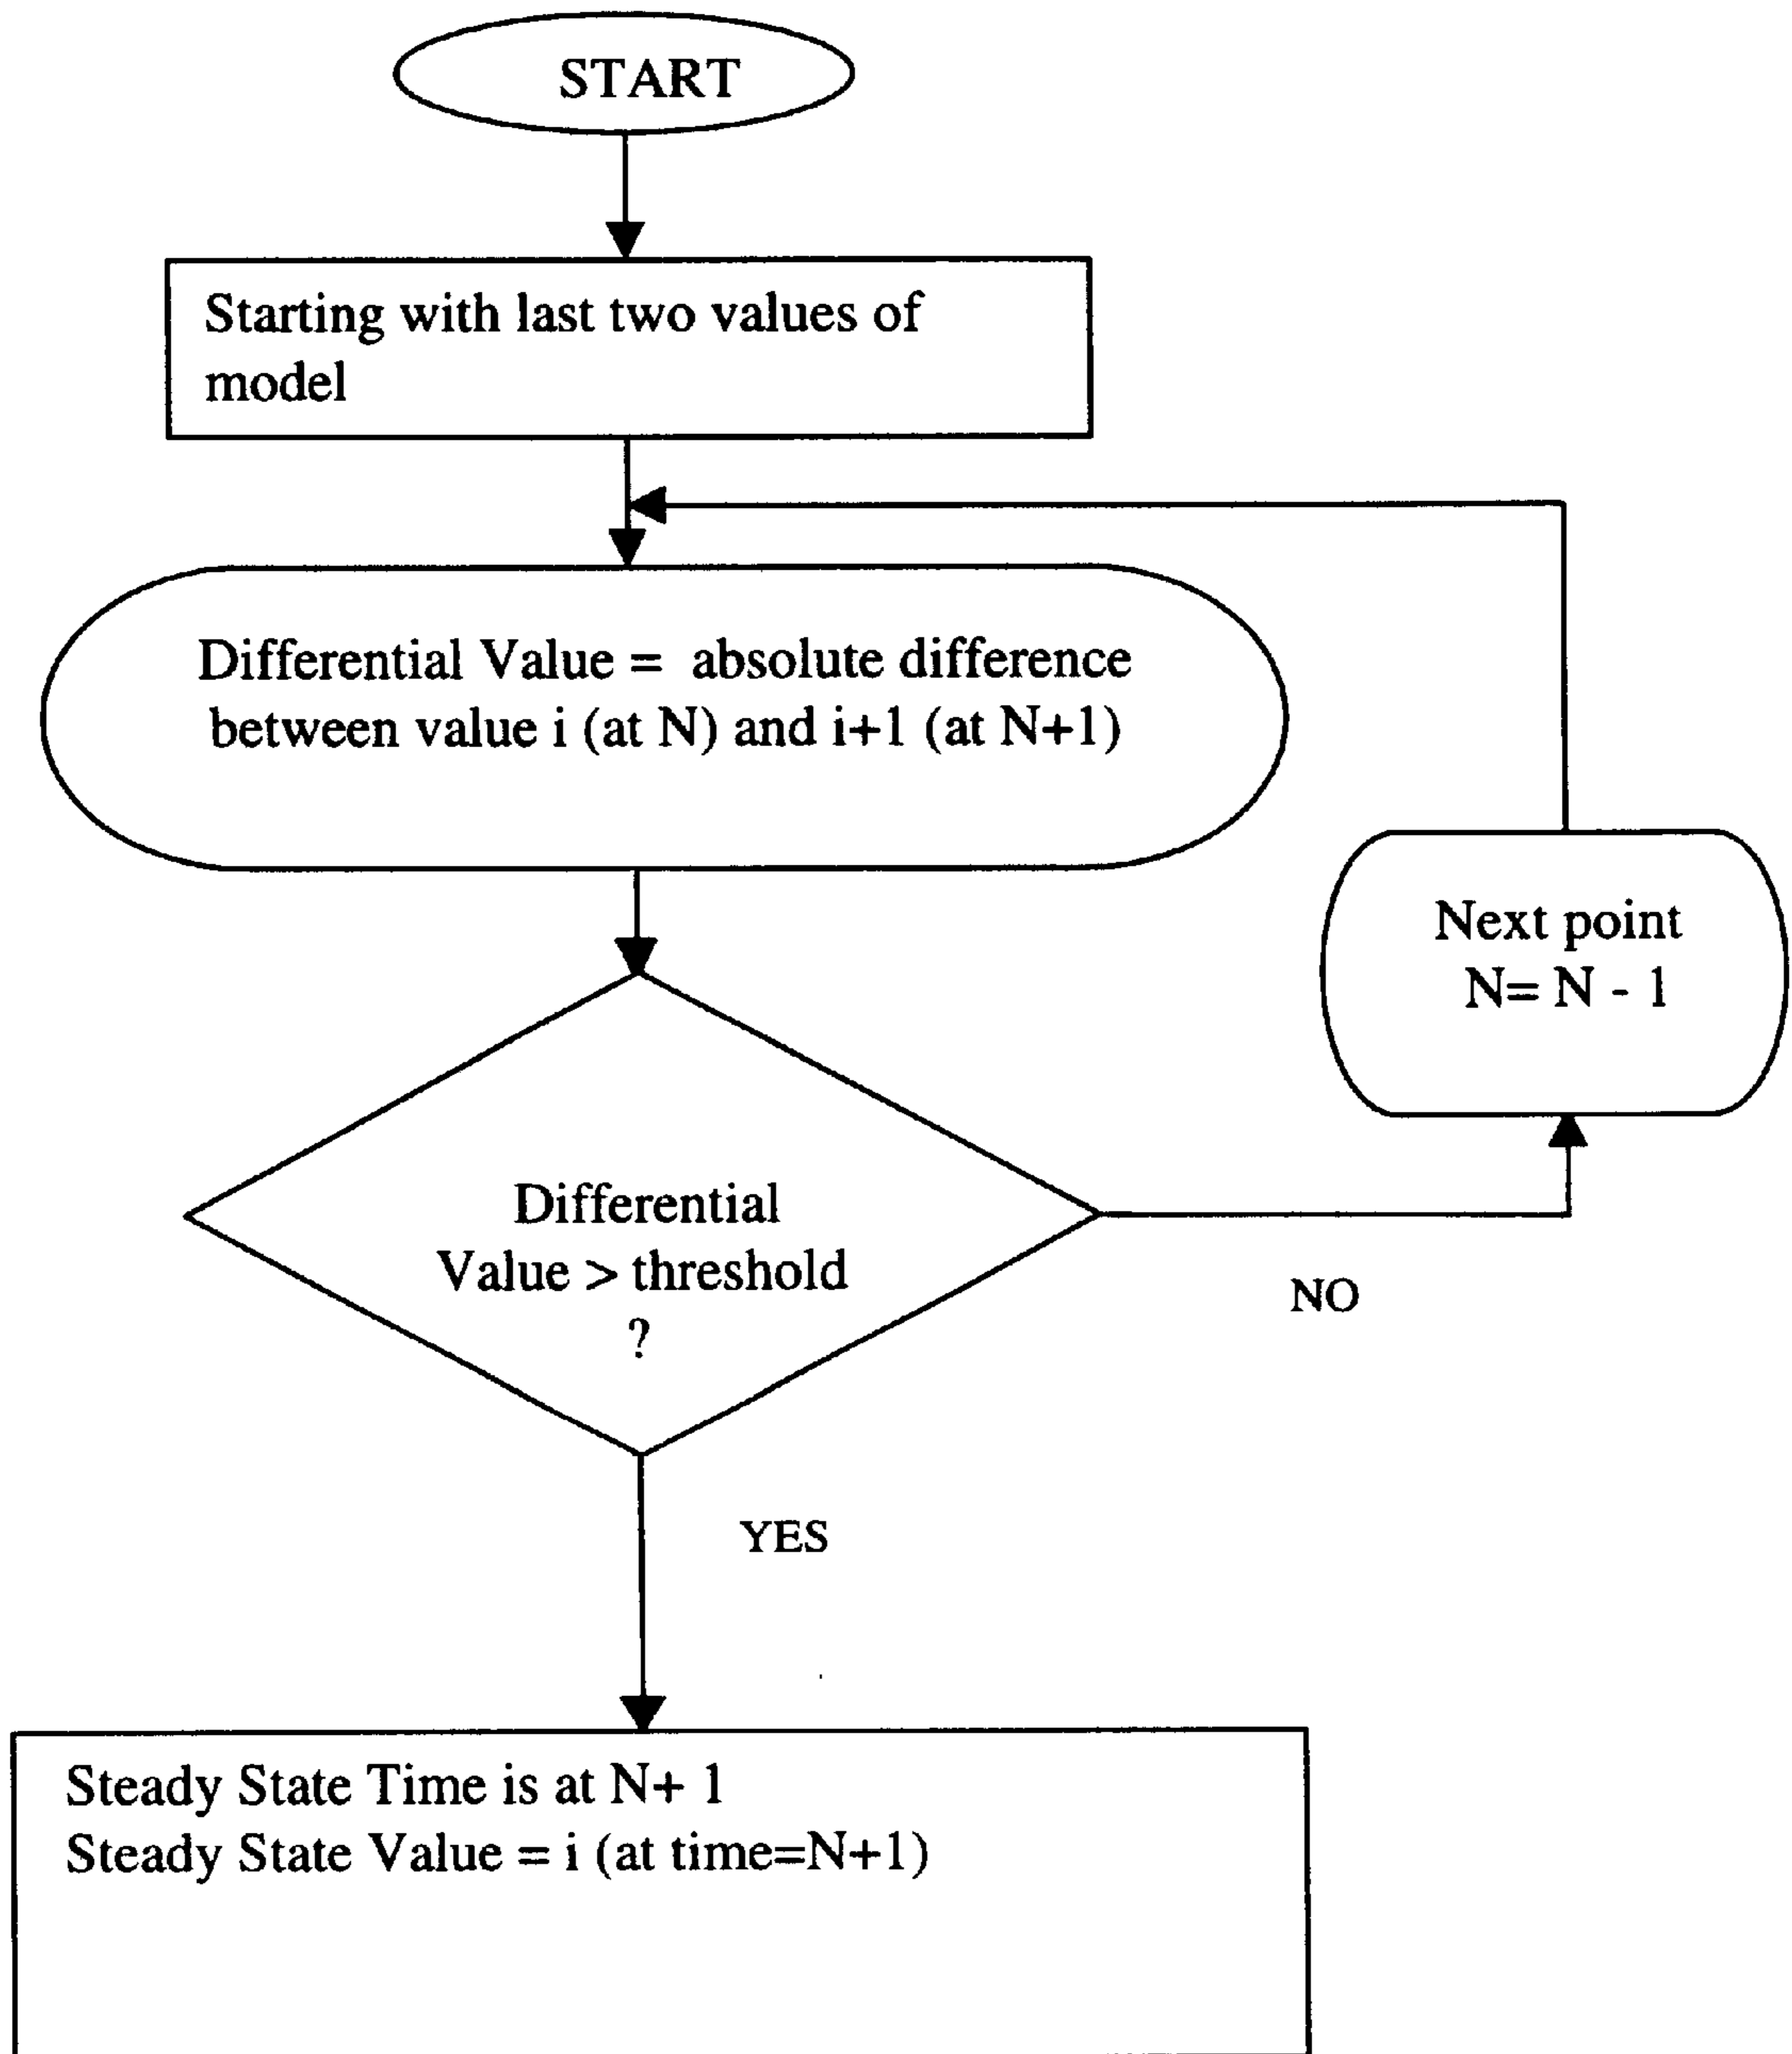 START
Starting with last two values of
model
Differential Value = absolute difference
between value i (at N) and i+1 (at N+1)
Next point
N= N - 1
Differential
Value > threshold
?
NO
YES
Steady State Time is at N+ 1
Steady State Value = i (at time=N+1)